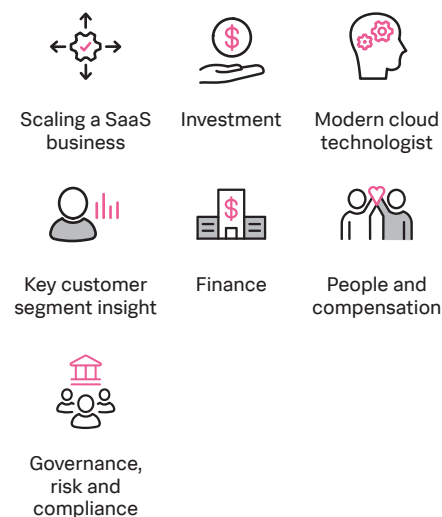 Scaling a SaaS
business
Investment
Modern cloud
technologist
Key customer
segment insight
Finance
People and
compensation
Governance,
risk and
compliance